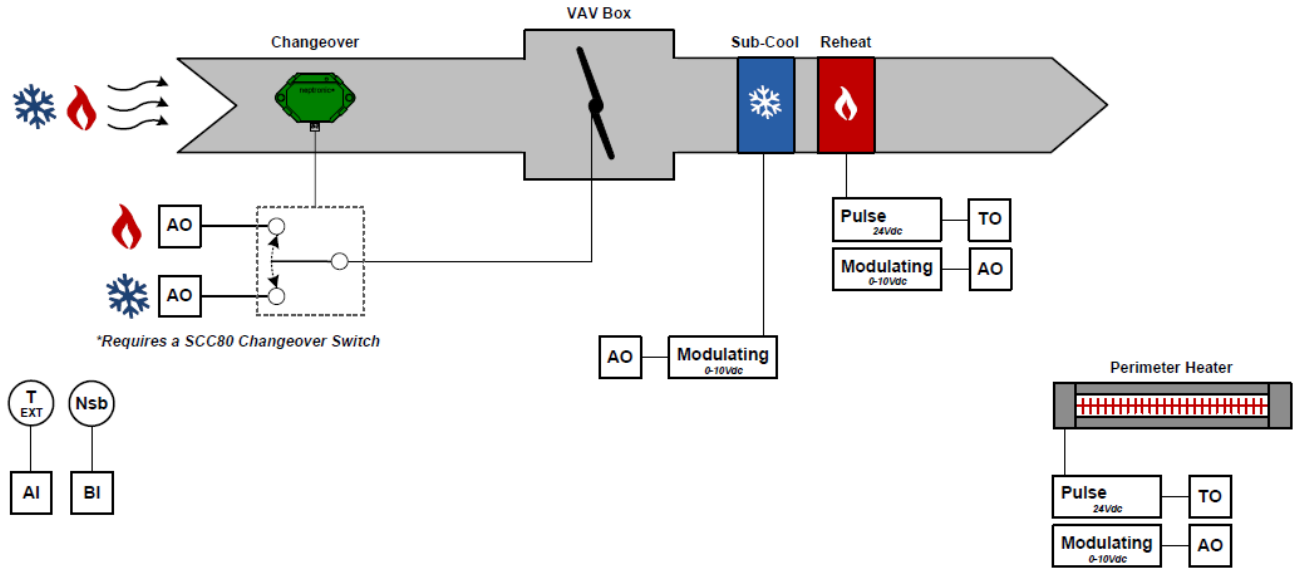 VAV Box
Changeover
Sub-Cool
Reheat
neptronic
AO
AO
*Requires a SCC80 Changeover Switch
Pulse
24Vdc
TO
Modulating
0-10Vdc
AO
AO
Modulating
0-10Vdc
T
EXT
Nsb
AI
BI
Perimeter Heater
Pulse
24Vdc
TO
Modulating
0-10Vdc
AO